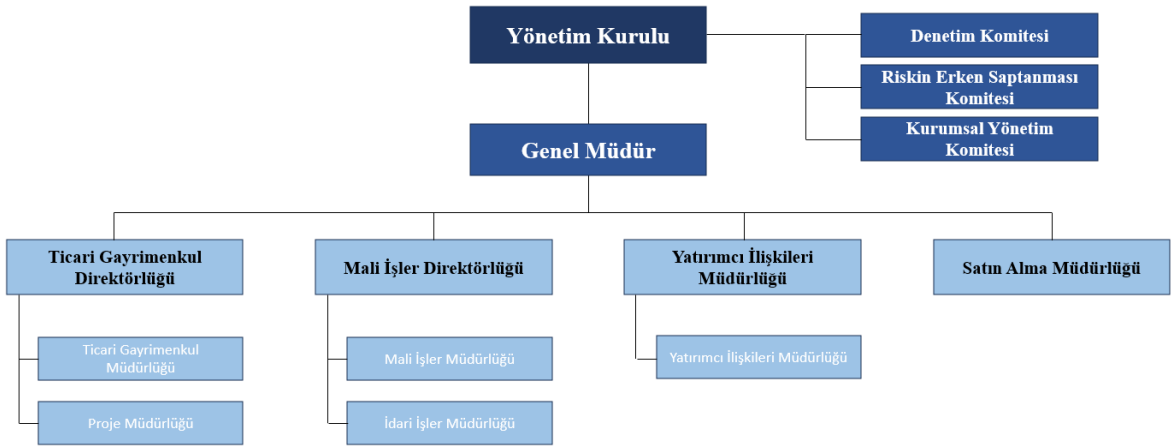 Yönetim Kurulu
Denetim Komitesi
Riskin Erken Saptanması
Komitesi
Kurumsal Yönetim
Komitesi
Genel Müdür
Ticari Gayrimenkul
Direktörlüğü
Mali İşler Direktörlüğü
Yatırımcı İlişkileri
Müdürlüğü
Satın Alma Müdürlüğü
Ticari Gayrimenkul
Müdürlüğü
Mali İşler Müdürlüğü
Yatırımcı İlişkileri Müdürlüğü
Proje Müdürlüğü
İdari İşler Müdürlüğü